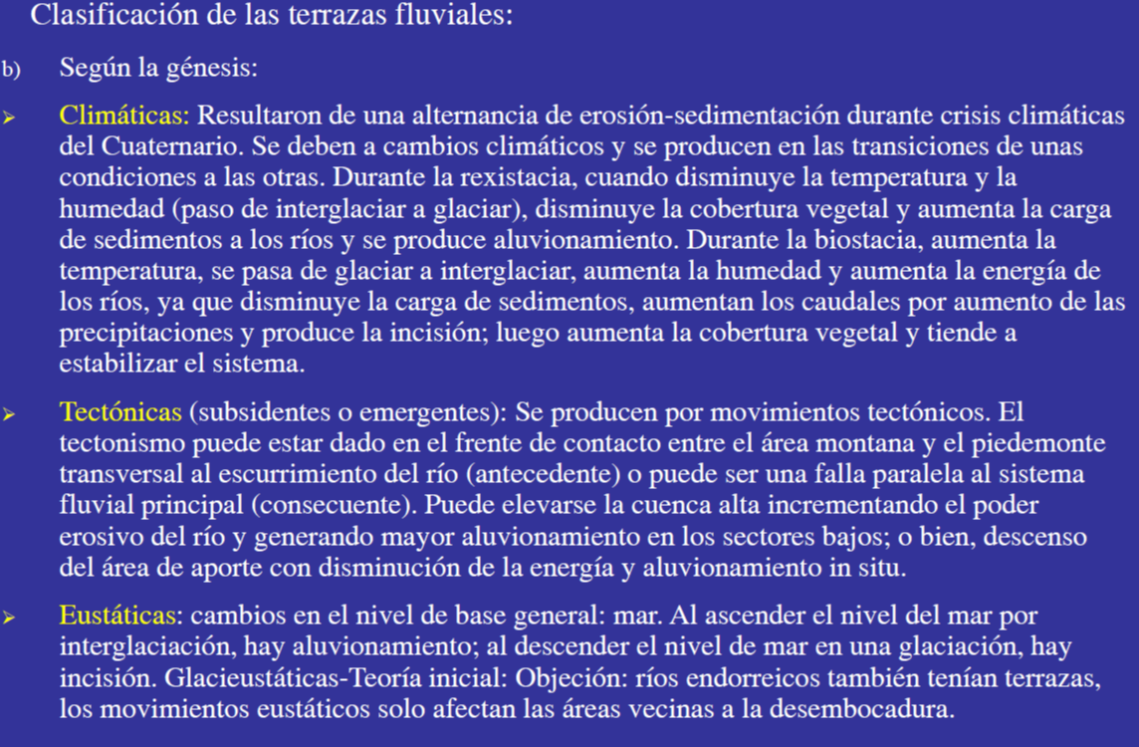 Clasificación de las terrazas fluviales:
b) Según la génesis:
➢ Climáticas: Resultaron de una alternancia de erosión-sedimentación durante crisis climáticas
del Cuaternario. Se deben a cambios climáticos y se producen en las transiciones de unas
condiciones a las otras. Durante la rexistacia, cuando disminuye la temperatura y la
humedad (paso de interglaciar a glaciar), disminuye la cobertura vegetal y aumenta la carga
de sedimentos a los ríos y se produce aluvionamiento. Durante la biostacia, aumenta la
temperatura, se pasa de glaciar a interglaciar, aumenta la humedad y aumenta la energía de
los ríos, ya que disminuye la carga de sedimentos, aumentan los caudales por aumento de las
precipitaciones y produce la incisión; luego aumenta la cobertura vegetal y tiende a
estabilizar el sistema.
➢ Tectónicas (subsidentes o emergentes): Se producen por movimientos tectónicos. El
tectonismo puede estar dado en el frente de contacto entre el área montana y el piedemonte
transversal al escurrimiento del río (antecedente) o puede ser una falla paralela al sistema
fluvial principal (consecuente). Puede elevarse la cuenca alta incrementando el poder
erosivo del río y generando mayor aluvionamiento en los sectores bajos; o bien, descenso
del área de aporte con disminución de la energía y aluvionamiento in situ.
➢ Eustáticas: cambios en el nivel de base general: mar. Al ascender el nivel del mar por
interglaciación, hay aluvionamiento; al descender el nivel de mar en una glaciación, hay
incisión. Glacieustáticas-Teoría inicial: Objeción: ríos endorreicos también tenían terrazas,
los movimientos eustáticos solo afectan las áreas vecinas a la desembocadura.